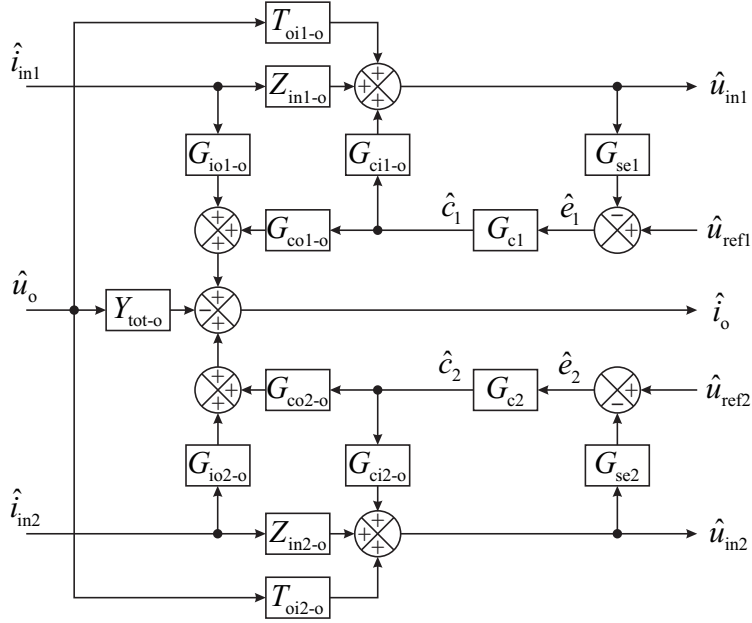 T_oi1-o
î_in1 Z_in1-o + + + û_in1
G_io1-o G_ci1-o G_se1
ĉ_1 ê_1
+ + + G_co1-o G_c1 − + û_ref1
û_o Y_tot-o − + + î_o
+ + + G_co2-o ĉ_2 G_c2 ê_2 + − û_ref2
G_io2-o G_ci2-o G_se2
î_in2 Z_in2-o + + + û_in2
T_oi2-o